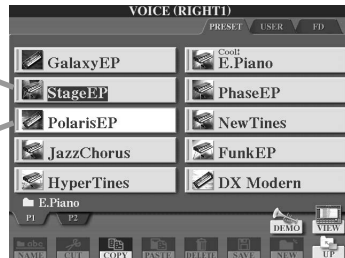 VOICE (RIGHT1)
PRESET USER FD
GalaxyEP
Cool!
E.Piano
StageEP
PhaseEP
PolarisEP
NewTines
JazzChorus
FunkEP
HyperTines
DX Modern
E.Piano
P1 P2
DEMO VIEW
NAME CUT COPY PASTE DELETE SAVE NEW UP